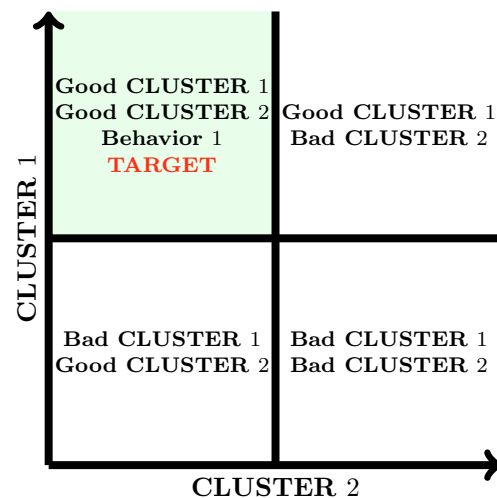 Good CLUSTER 1
Good CLUSTER 2
Behavior 1
TARGET
Good CLUSTER 1
Bad CLUSTER 2
CLUSTER 1
Bad CLUSTER 1
Good CLUSTER 2
Bad CLUSTER 1
Bad CLUSTER 2
CLUSTER 2